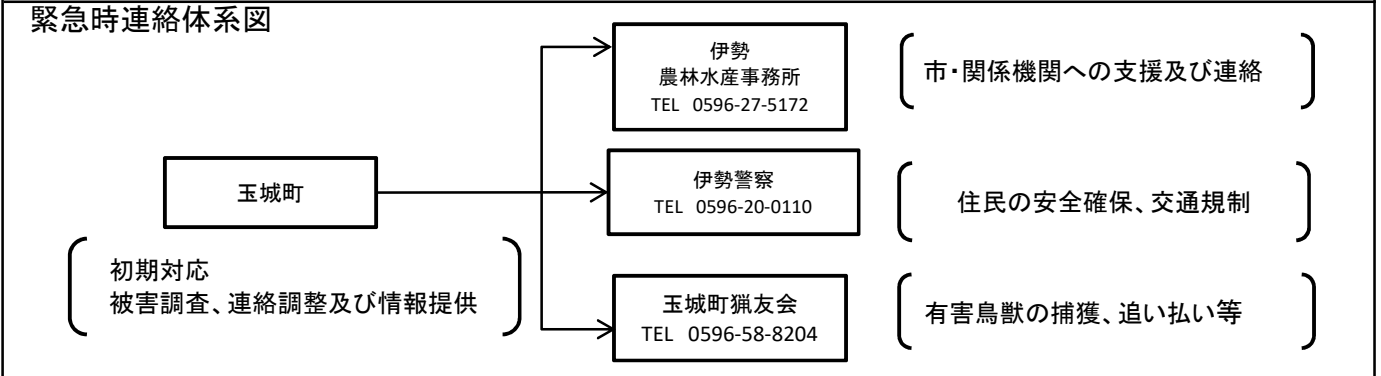 緊急時連絡体系図
伊勢
農林水産事務所
TEL 0596-27-5172
市・関係機関への支援及び連絡
玉城町
伊勢警察
TEL 0596-20-0110
住民の安全確保、交通規制
初期対応
被害調査、連絡調整及び情報提供
玉城町猟友会
TEL 0596-58-8204
有害鳥獣の捕獲、追い払い等